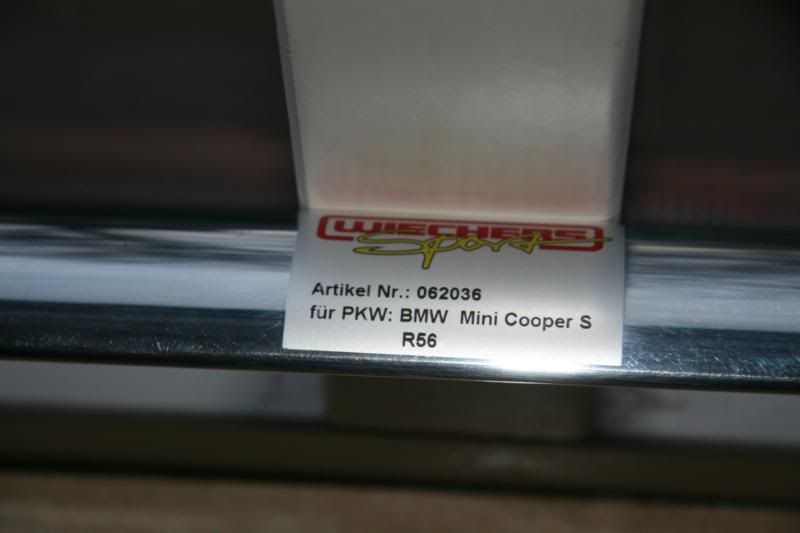 WIECHERS
Sport
Artikel Nr.: 062036
für PKW: BMW Mini Cooper S
R56